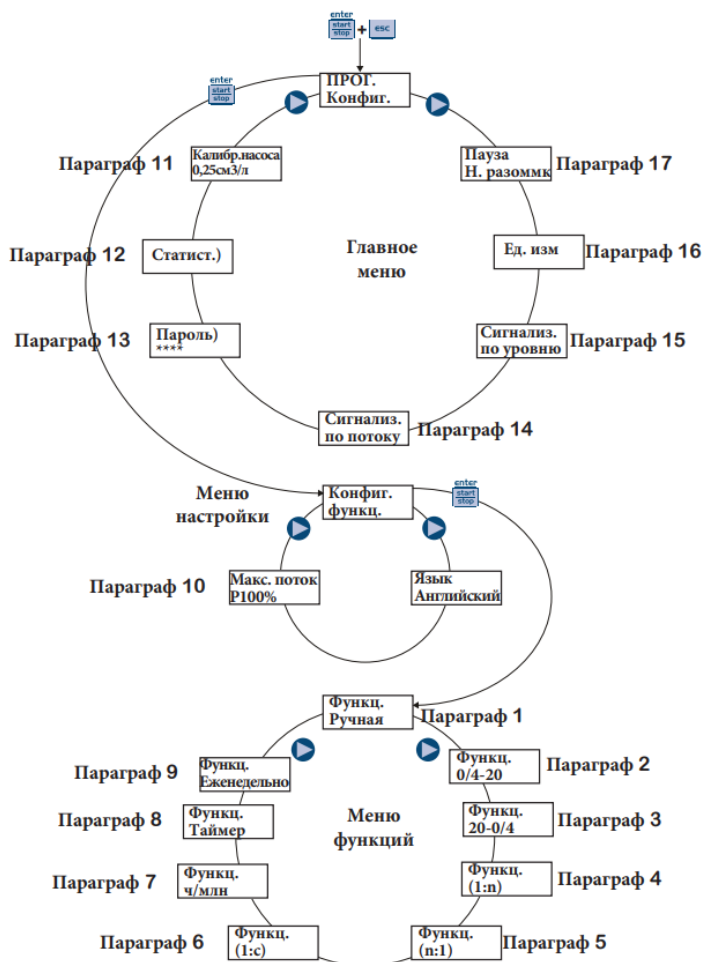 enter
start
stop
+
esc
enter
start
stop
ПРОГ.
Конфиг.
Параграф 11
Калибр.насоса
0,25см3/л
Пауза
Н. разоммк
Параграф 17
Параграф 12
Статист.)
Главное
меню
Ед. изм
Параграф 16
Параграф 13
Пароль)
****
Сигнализ.
по уровню
Параграф 15
Сигнализ.
по потоку
Параграф 14
Меню
настройки
Конфиг.
функц.
enter
start
stop
Параграф 10
Макс. поток
Р100%
Язык
Английский
Функц.
Ручная
Параграф 1
Параграф 9
Функц.
Еженедельно
Функц.
0/4-20
Параграф 2
Параграф 8
Функц.
Таймер
Меню
функций
Функц.
20-0/4
Параграф 3
Параграф 7
Функц.
ч/млн
Функц.
(1:n)
Параграф 4
Параграф 6
Функц.
(1:c)
Функц.
(n:1)
Параграф 5